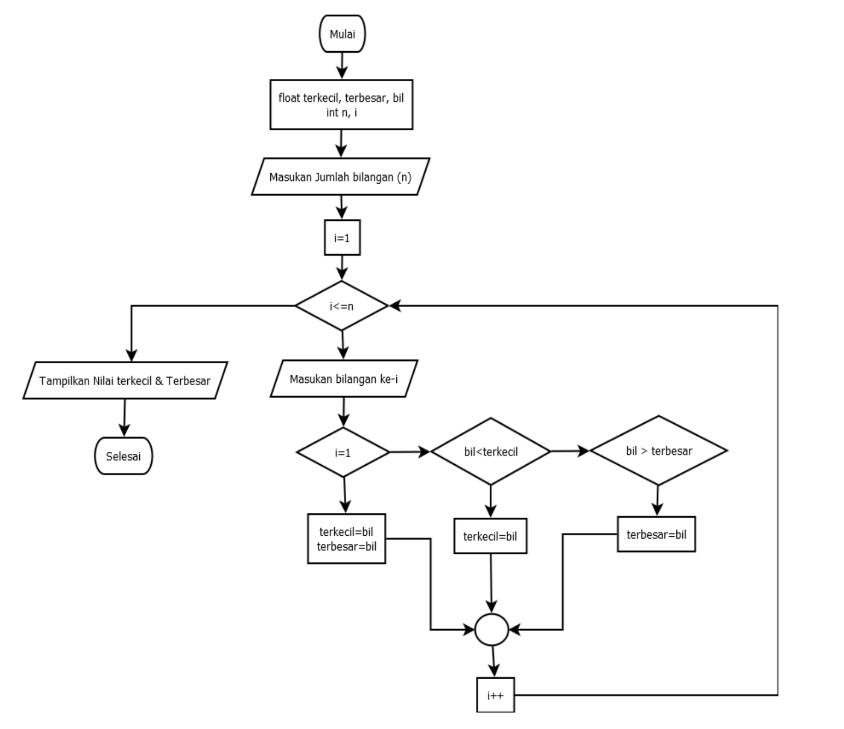 Mulai
float terkecil, terbesar, bil
int n, i
Masukan Jumlah bilangan (n)
i=1
i<=n
Tampilkan Nilai terkecil & Terbesar
Masukan bilangan ke-i
Selesai
i=1
bil<terkecil
bil > terbesar
terkecil=bil
terbesar=bil
terkecil=bil
terbesar=bil
i++